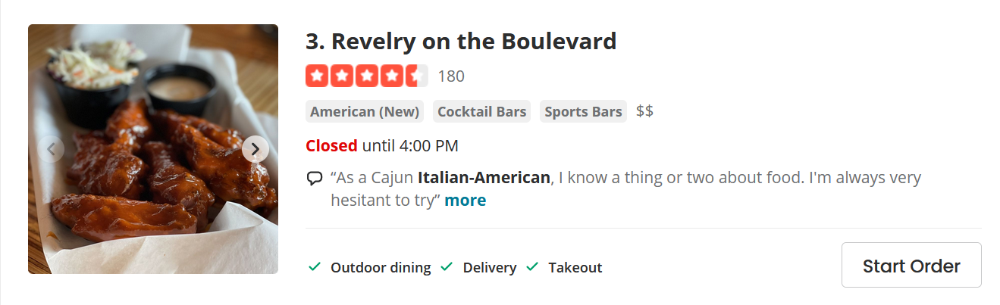 3. Revelry on the Boulevard
180
American (New) Cocktail Bars Sports Bars $$
Closed until 4:00 PM
“As a Cajun Italian-American, I know a thing or two about food. I'm always very
hesitant to try” more
Outdoor dining Delivery Takeout
Start Order